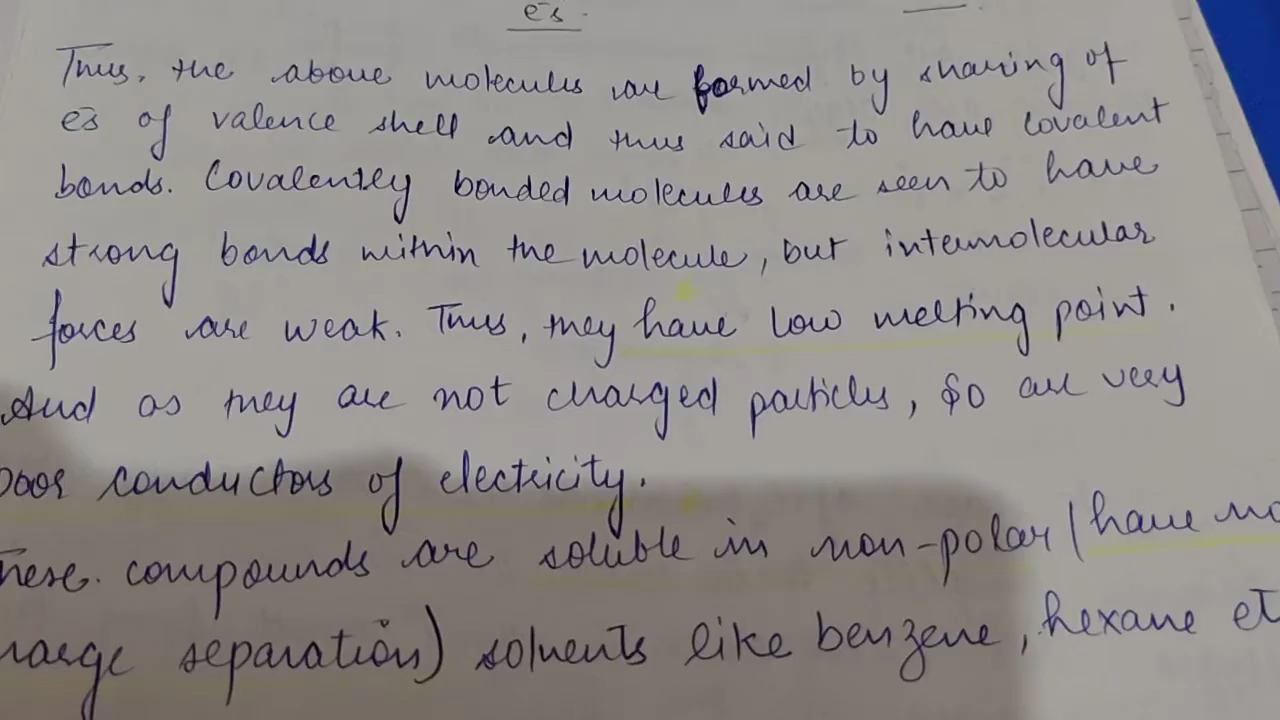 es.
Thus, the above molecules are formed by sharing of
ēs of valence shell and thus said to have covalent
bonds. Covalently bonded molecules are seen to have
strong bonds within the molecule, but intermolecular
forces are weak. Thus, they have low melting point.
And as they are not charged particles, so are very
poor conductors of electricity.
These compounds are soluble in non-polar (have no
charge separation) solvents like benzene, hexane et